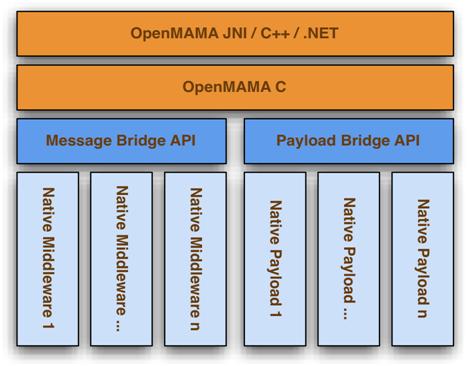 OpenMAMA JNI / C++ / .NET
OpenMAMA C
Message Bridge API
Payload Bridge API
Native Middleware 1
Native Middleware ...
Native Middleware n
Native Payload 1
Native Payload ...
Native Payload n